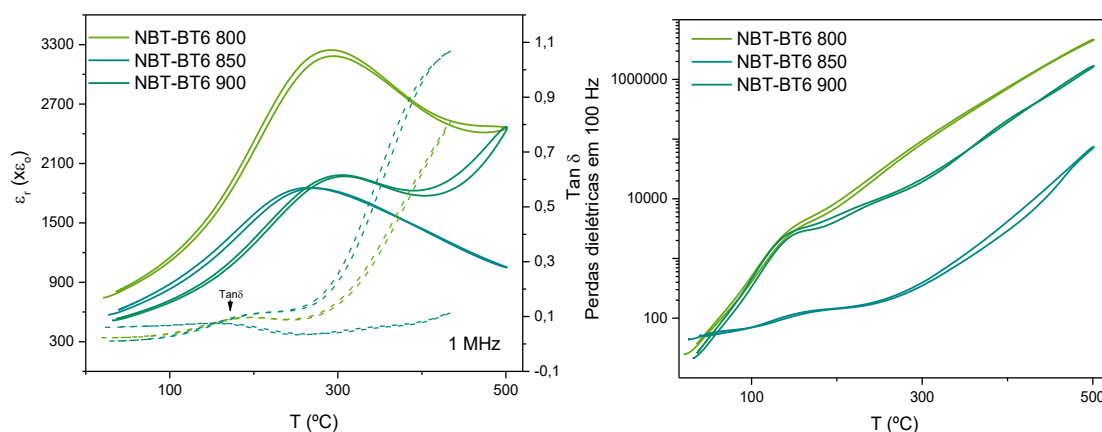 NBT-BT6 800
NBT-BT6 850
NBT-BT6 900
εr (xεo)
3300
2700
2100
1500
900
300
100
300
500
T (ºC)
Tanδ
1 MHz
1,1
0,9
0,7
0,5
0,3
0,1
-0,1
Tan δ
NBT-BT6 800
NBT-BT6 850
NBT-BT6 900
Perdas dielétricas em 100 Hz
1000000
10000
100
100
300
500
T (ºC)